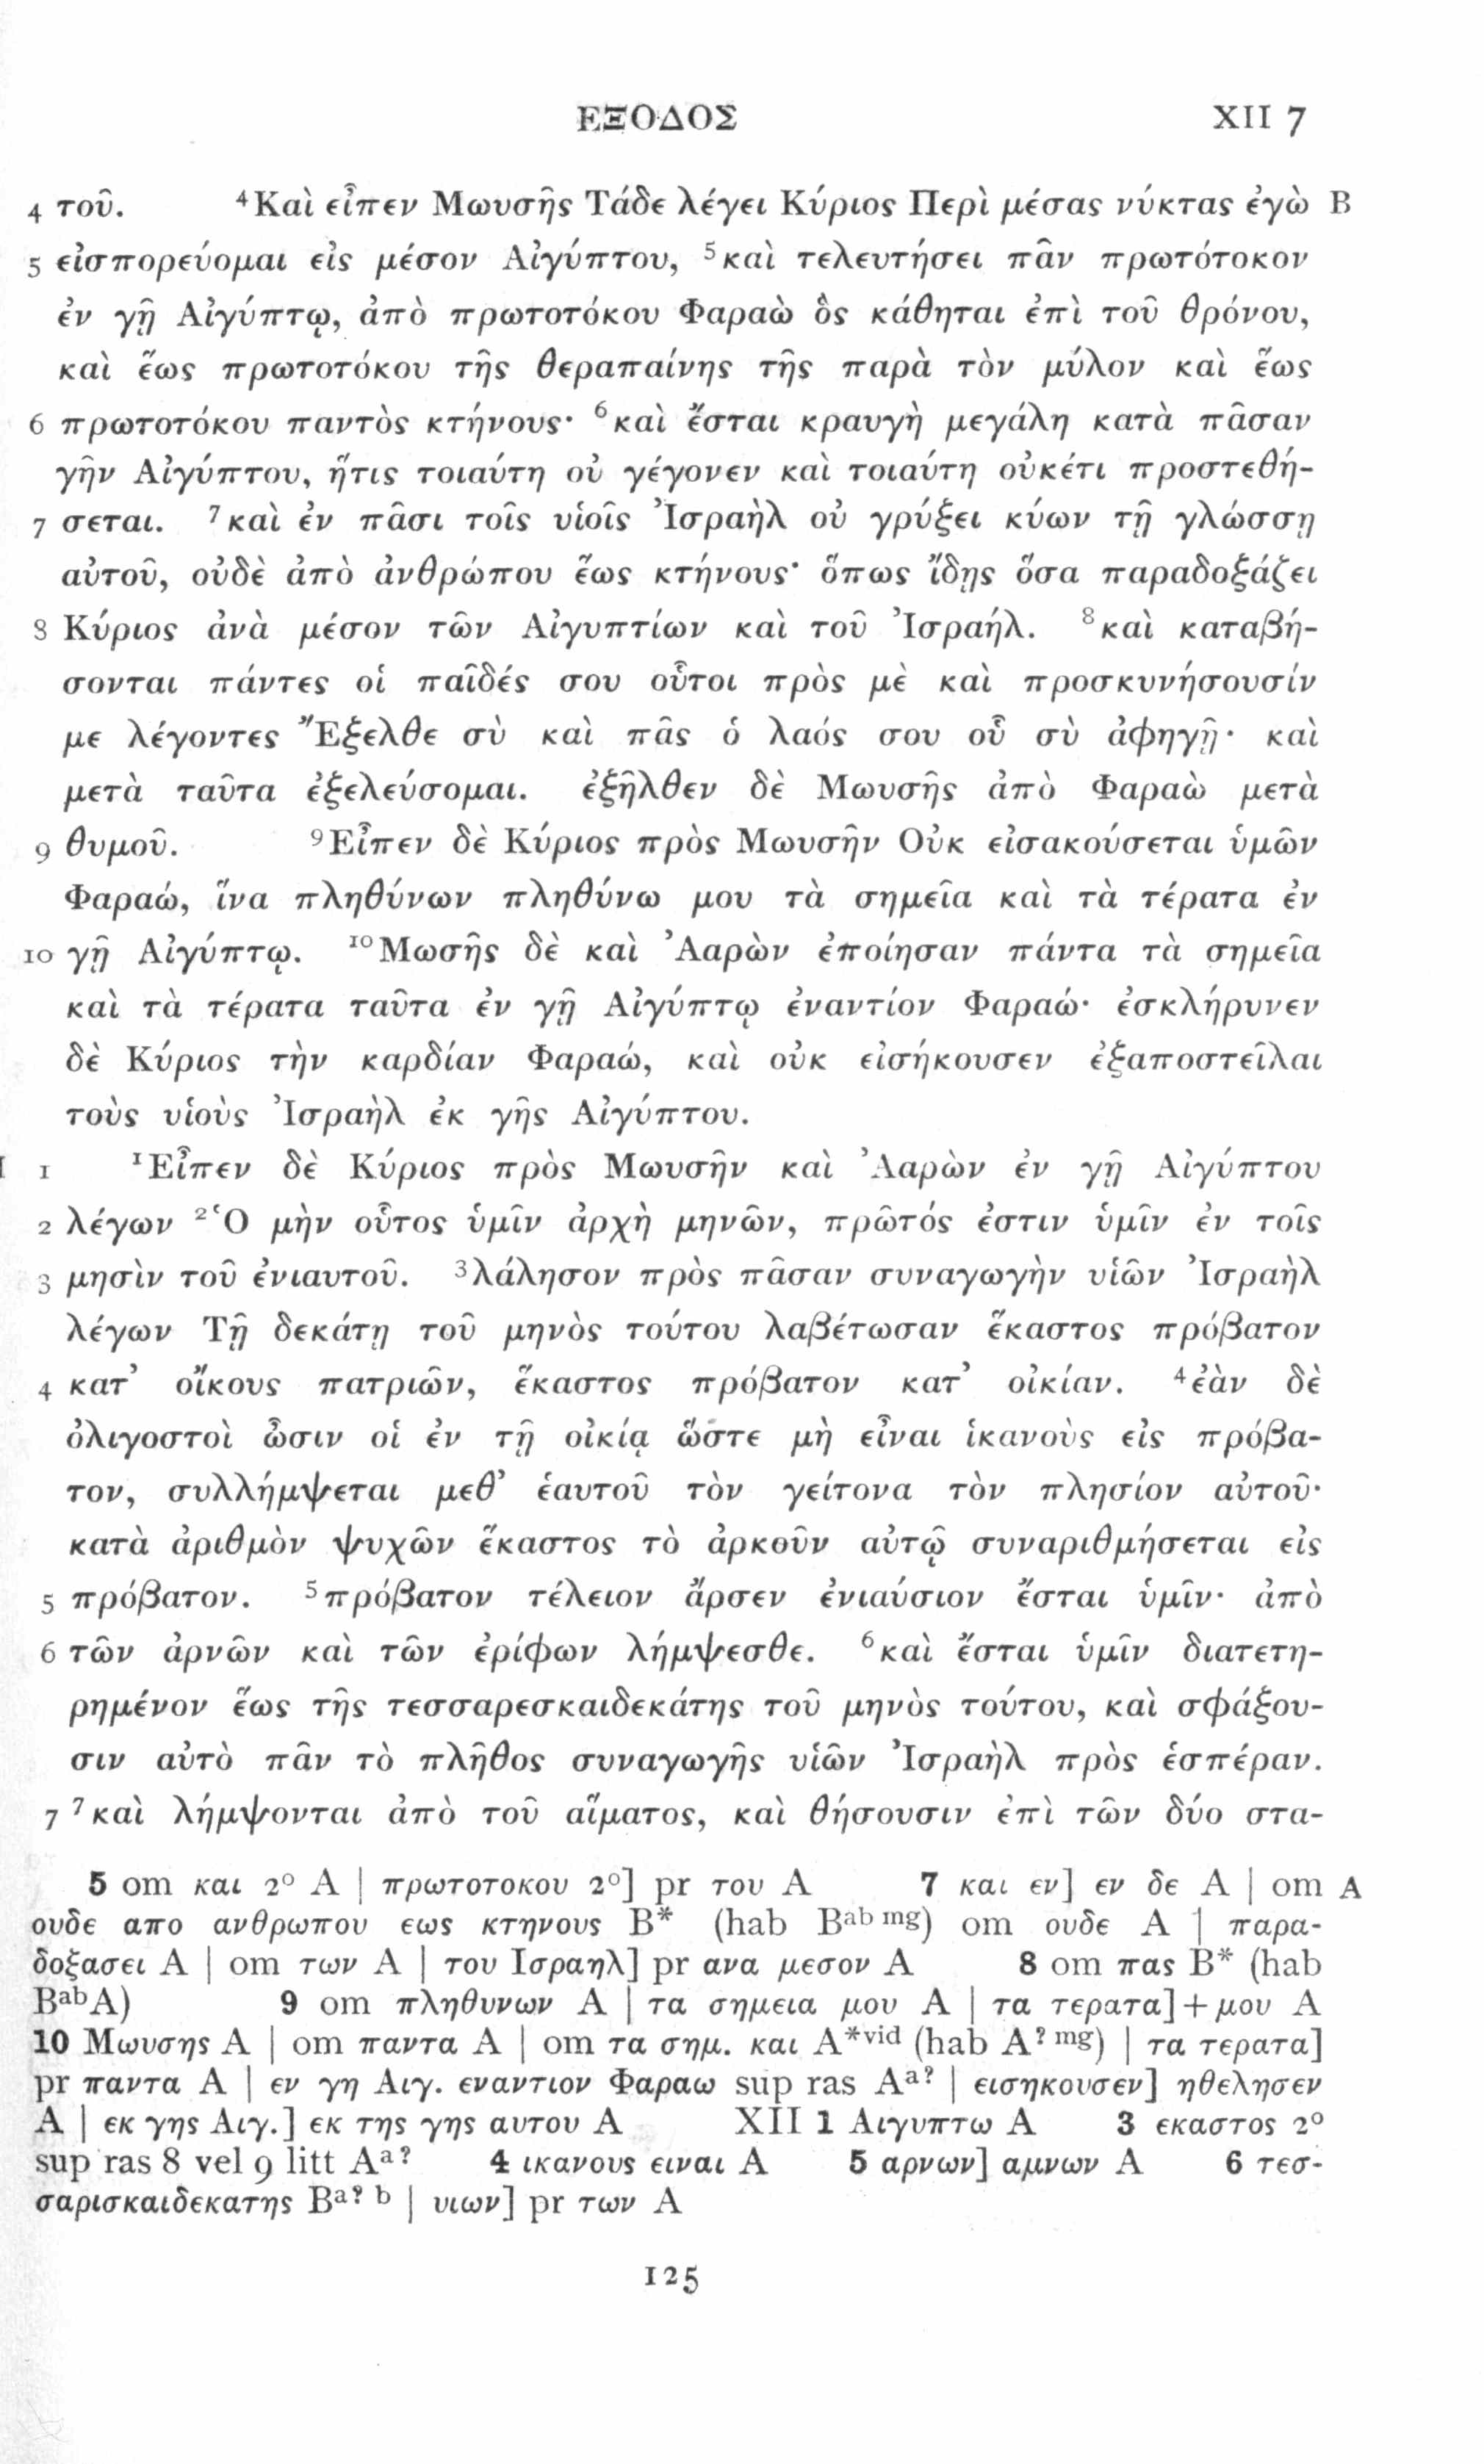 ΕΞΟΔΟΣ XII 7
4 τοῦ. ⁴Καὶ εἶπεν Μωυσῆς Τάδε λέγει Κύριος Περὶ μέσας νύκτας ἐγὼ B
5 εἰσπορεύομαι εἰς μέσον Αἰγύπτου, ⁵καὶ τελευτήσει πᾶν πρωτότοκον
ἐν γῇ Αἰγύπτῳ, ἀπὸ πρωτοτόκου Φαραὼ ὃς κάθηται ἐπὶ τοῦ θρόνου,
καὶ ἕως πρωτοτόκου τῆς θεραπαίνης τῆς παρὰ τὸν μύλον καὶ ἕως
6 πρωτοτόκου παντὸς κτήνους· ⁶καὶ ἔσται κραυγὴ μεγάλη κατὰ πᾶσαν
γῆν Αἰγύπτου, ἥτις τοιαύτη οὐ γέγονεν καὶ τοιαύτη οὐκέτι προστεθή-
7 σεται. ⁷καὶ ἐν πᾶσι τοῖς υἱοῖς Ἰσραὴλ οὐ γρύξει κύων τῇ γλώσσῃ
αὐτοῦ, οὐδὲ ἀπὸ ἀνθρώπου ἕως κτήνους· ὅπως ἴδῃς ὅσα παραδοξάζει
8 Κύριος ἀνὰ μέσον τῶν Αἰγυπτίων καὶ τοῦ Ἰσραήλ. ⁸καὶ καταβή-
σονται πάντες οἱ παῖδές σου οὗτοι πρὸς μὲ καὶ προσκυνήσουσίν
με λέγοντες Ἔξελθε σὺ καὶ πᾶς ὁ λαός σου οὗ σὺ ἀφηγῇ· καὶ
μετὰ ταῦτα ἐξελεύσομαι. ἐξῆλθεν δὲ Μωυσῆς ἀπὸ Φαραὼ μετὰ
9 θυμοῦ. ⁹Εἶπεν δὲ Κύριος πρὸς Μωυσῆν Οὐκ εἰσακούσεται ὑμῶν
Φαραώ, ἵνα πληθύνων πληθύνω μου τὰ σημεῖα καὶ τὰ τέρατα ἐν
10 γῇ Αἰγύπτῳ. ¹⁰Μωσῆς δὲ καὶ Ἀαρὼν ἐποίησαν πάντα τὰ σημεῖα
καὶ τὰ τέρατα ταῦτα ἐν γῇ Αἰγύπτῳ ἐναντίον Φαραώ· ἐσκλήρυνεν
δὲ Κύριος τὴν καρδίαν Φαραώ, καὶ οὐκ εἰσήκουσεν ἐξαποστεῖλαι
τοὺς υἱοὺς Ἰσραὴλ ἐκ γῆς Αἰγύπτου.
I 1 ¹Εἶπεν δὲ Κύριος πρὸς Μωυσῆν καὶ Ἀαρὼν ἐν γῇ Αἰγύπτου
2 λέγων ²Ὁ μὴν οὗτος ὑμῖν ἀρχὴ μηνῶν, πρῶτός ἐστιν ὑμῖν ἐν τοῖς
3 μησὶν τοῦ ἐνιαυτοῦ. ³λάλησον πρὸς πᾶσαν συναγωγὴν υἱῶν Ἰσραὴλ
λέγων Τῇ δεκάτῃ τοῦ μηνὸς τούτου λαβέτωσαν ἕκαστος πρόβατον
4 κατ’ οἴκους πατριῶν, ἕκαστος πρόβατον κατ’ οἰκίαν. ⁴ἐὰν δὲ
ὀλιγοστοὶ ὦσιν οἱ ἐν τῇ οἰκίᾳ ὥστε μὴ εἶναι ἱκανοὺς εἰς πρόβα-
τον, συλλήμψεται μεθ’ ἑαυτοῦ τὸν γείτονα τὸν πλησίον αὐτοῦ·
κατὰ ἀριθμὸν ψυχῶν ἕκαστος τὸ ἀρκοῦν αὐτῷ συναριθμήσεται εἰς
5 πρόβατον. ⁵πρόβατον τέλειον ἄρσεν ἐνιαύσιον ἔσται ὑμῖν· ἀπὸ
6 τῶν ἀρνῶν καὶ τῶν ἐρίφων λήμψεσθε. ⁶καὶ ἔσται ὑμῖν διατετη-
ρημένον ἕως τῆς τεσσαρεσκαιδεκάτης τοῦ μηνὸς τούτου, καὶ σφάξου-
σιν αὐτὸ πᾶν τὸ πλῆθος συναγωγῆς υἱῶν Ἰσραὴλ πρὸς ἑσπέραν.
7 ⁷καὶ λήμψονται ἀπὸ τοῦ αἵματος, καὶ θήσουσιν ἐπὶ τῶν δύο στα-
5 om και 2° A | πρωτοτοκου 2°] pr του A 7 και εν] εν δε A | om A
ουδε απο ανθρωπου εως κτηνους B* (hab Bᵃᵇ ᵐᵍ) om ουδε A | παρα-
δοξασει A | om των A | του Ισραηλ] pr ανα μεσον A 8 om πας B* (hab
BᵃᵇA) 9 om πληθυνων A | τα σημεια μου A | τα τερατα]+μου A
10 Μωυσης A | om παντα A | om τα σημ. και A*ᵛⁱᵈ (hab A? ᵐᵍ) | τα τερατα]
pr παντα A | εν γη Αιγ. εναντιον Φαραω sup ras Aᵃ? | εισηκουσεν] ηθελησεν
A | εκ γης Αιγ.] εκ της γης αυτου A XII 1 Αιγυπτω A 3 εκαστος 2°
sup ras 8 vel 9 litt Aᵃ? 4 ικανους ειναι A 5 αρνων] αμνων A 6 τεσ-
σαρισκαιδεκατης Bᵃ? ᵇ | υιων] pr των A
125